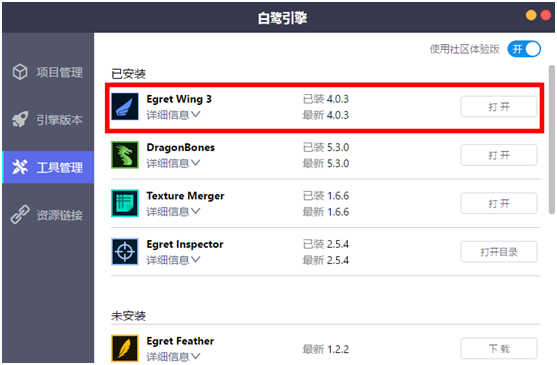 白鹭引擎
使用社区体验版 开
项目管理
引擎版本
工具管理
资源链接
已安装
Egret Wing 3 已装 4.0.3 打开
详细信息 最新 4.0.3
DragonBones 已装 5.3.0 打开
详细信息 最新 5.3.0
Texture Merger 已装 1.6.6 打开
详细信息 最新 1.6.6
Egret Inspector 已装 2.5.4 打开目录
详细信息 最新 2.5.4
未安装
Egret Feather 最新 1.2.2 下载
详细信息